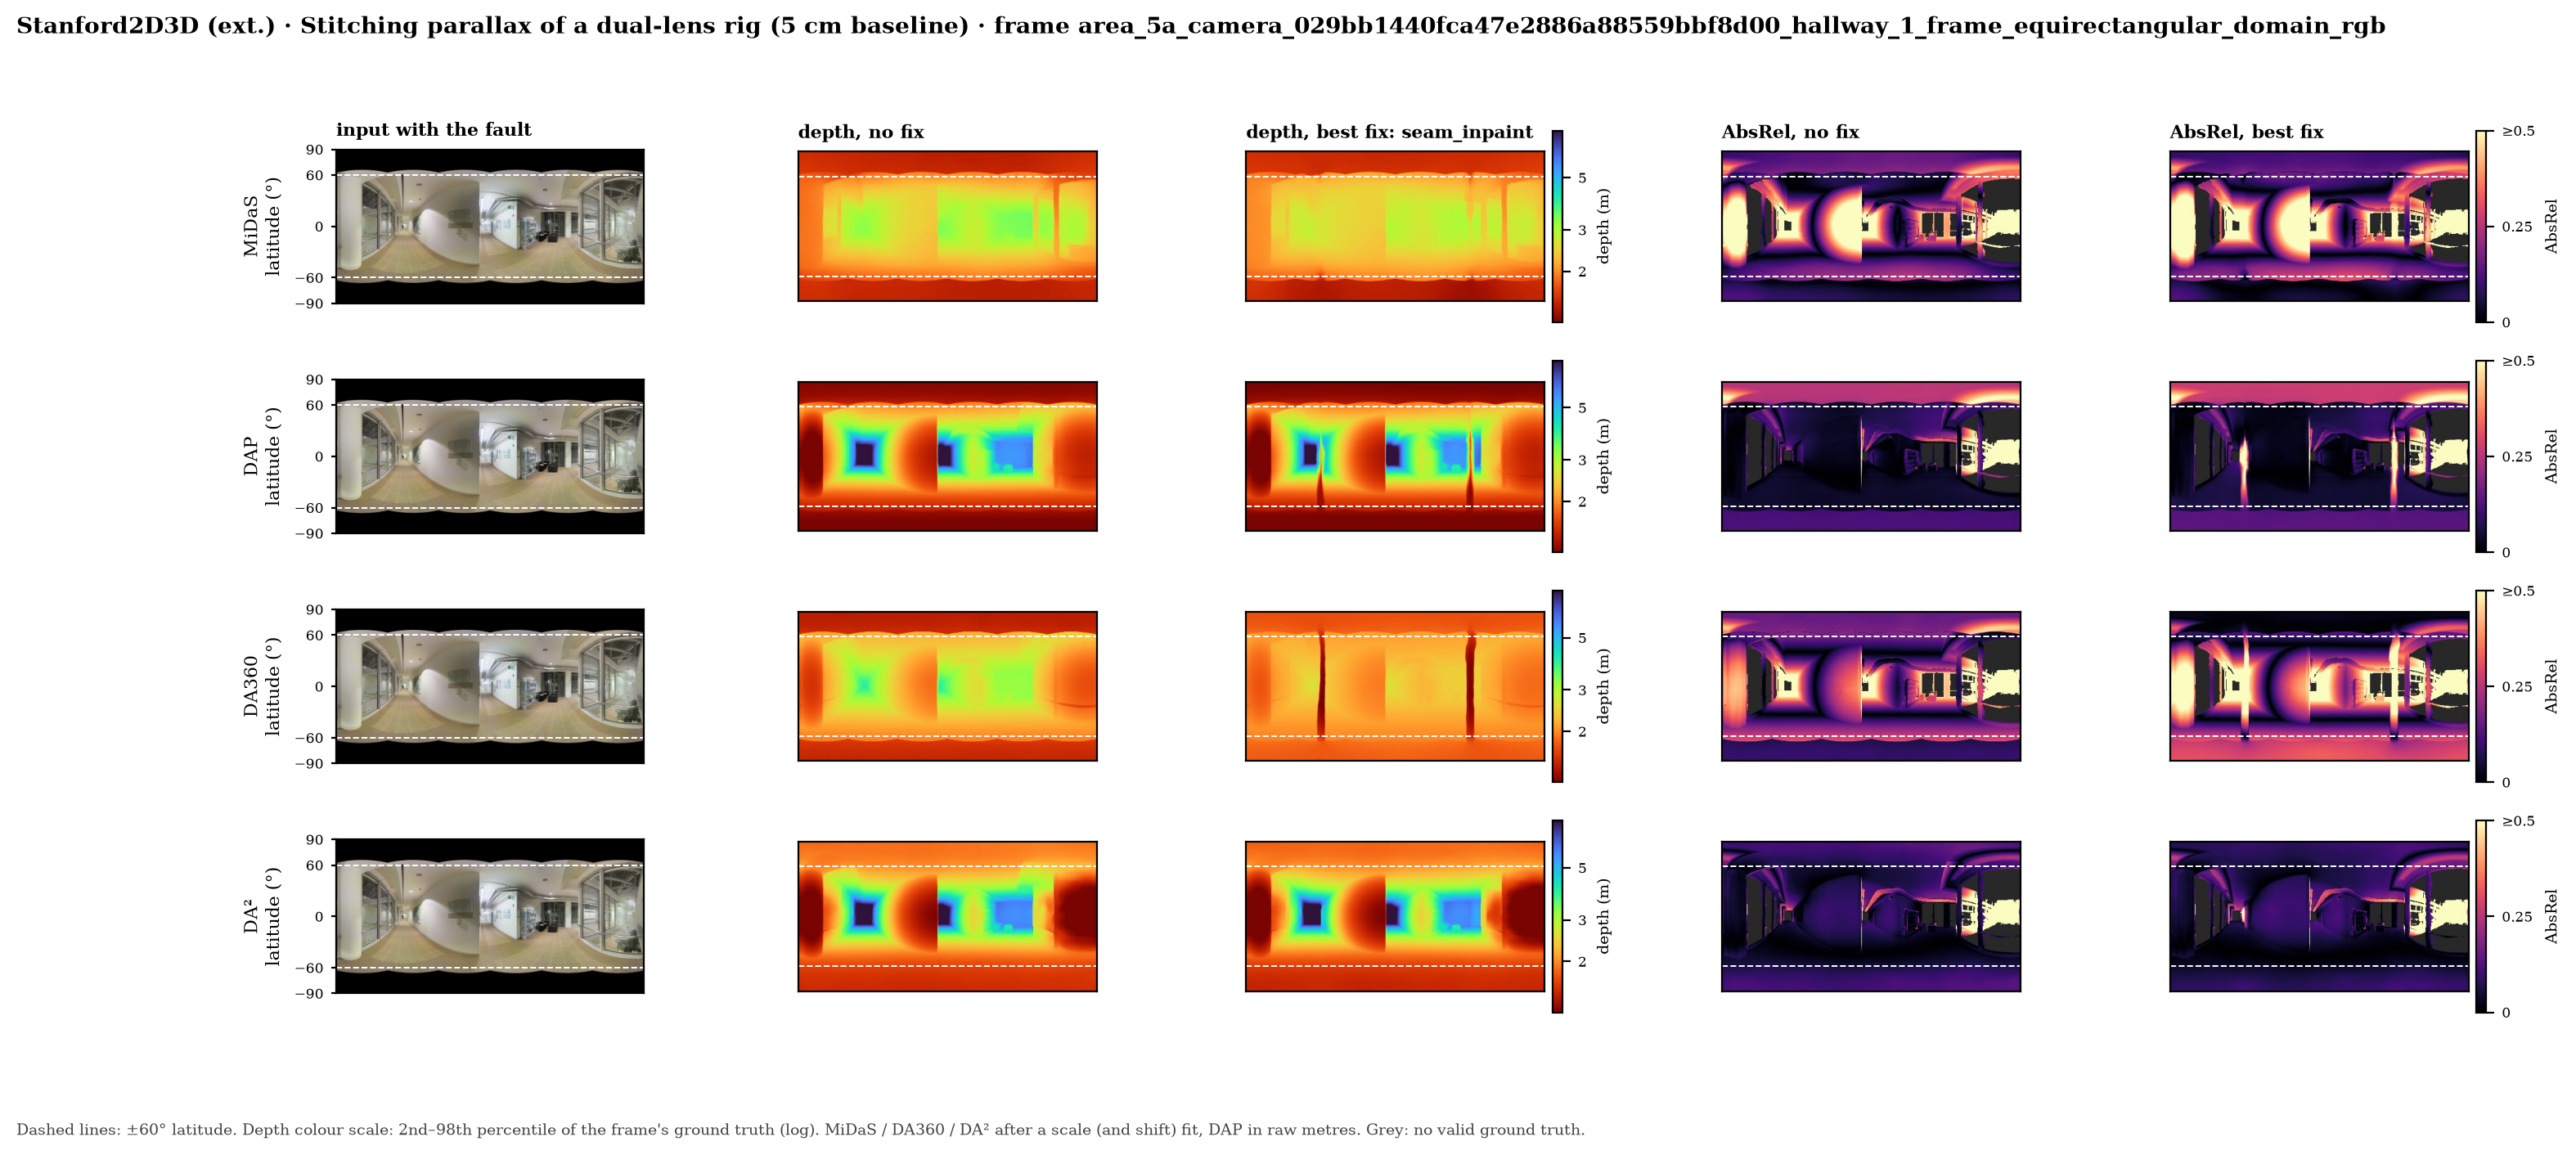 Stanford2D3D (ext.) · Stitching parallax of a dual-lens rig (5 cm baseline) · frame area_5a_camera_029bb1440fca47e2886a88559bbf8d00_hallway_1_frame_equirectangular_domain_rgb
input with the fault
depth, no fix
depth, best fix: seam_inpaint
AbsRel, no fix
AbsRel, best fix
MiDaS
latitude (°)
90
60
0
−60
−90
5
3
2
depth (m)
≥0.5
0.25
0
AbsRel
DAP
latitude (°)
90
60
0
−60
−90
5
3
2
depth (m)
≥0.5
0.25
0
AbsRel
DA360
latitude (°)
90
60
0
−60
−90
5
3
2
depth (m)
≥0.5
0.25
0
AbsRel
DA²
latitude (°)
90
60
0
−60
−90
5
3
2
depth (m)
≥0.5
0.25
0
AbsRel
Dashed lines: ±60° latitude. Depth colour scale: 2nd–98th percentile of the frame's ground truth (log). MiDaS / DA360 / DA² after a scale (and shift) fit, DAP in raw metres. Grey: no valid ground truth.